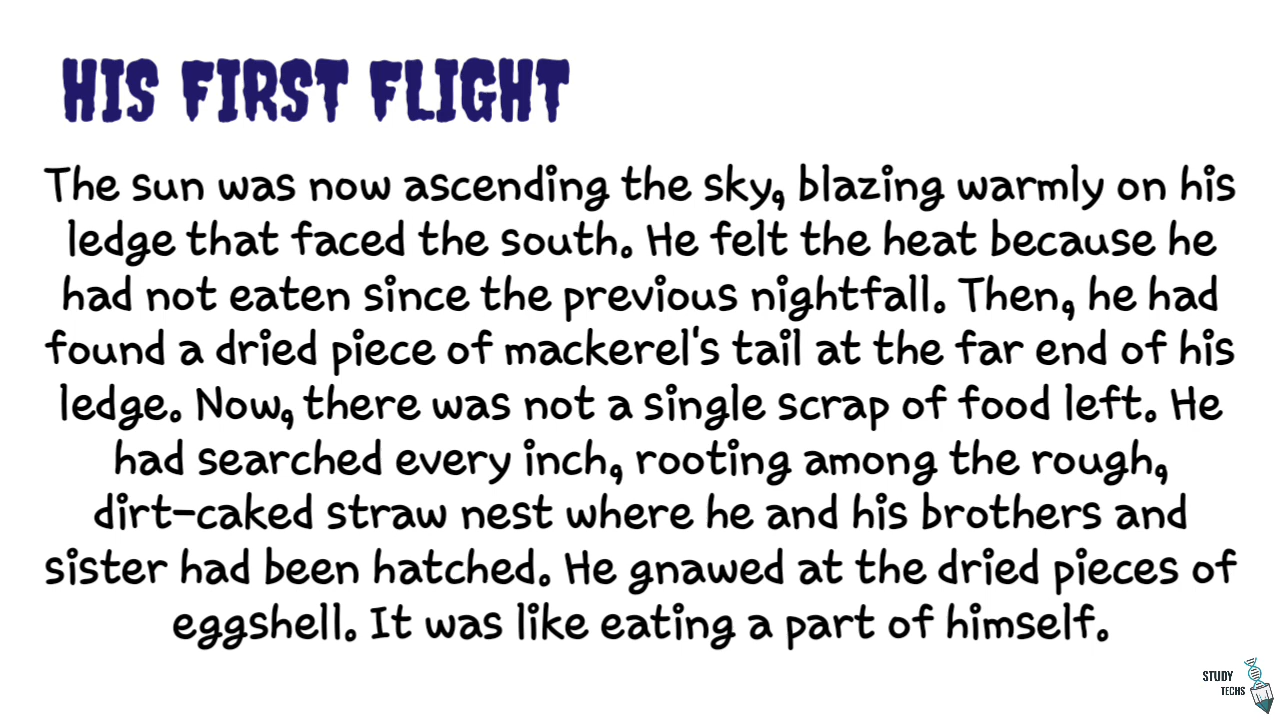 HIS FIRST FLIGHT
The sun was now ascending the sky, blazing warmly on his
ledge that faced the south. He felt the heat because he
had not eaten since the previous nightfall. Then, he had
found a dried piece of mackerel's tail at the far end of his
ledge. Now, there was not a single scrap of food left. He
had searched every inch, rooting among the rough,
dirt-caked straw nest where he and his brothers and
sister had been hatched. He gnawed at the dried pieces of
eggshell. It was like eating a part of himself.
STUDY
TECHS